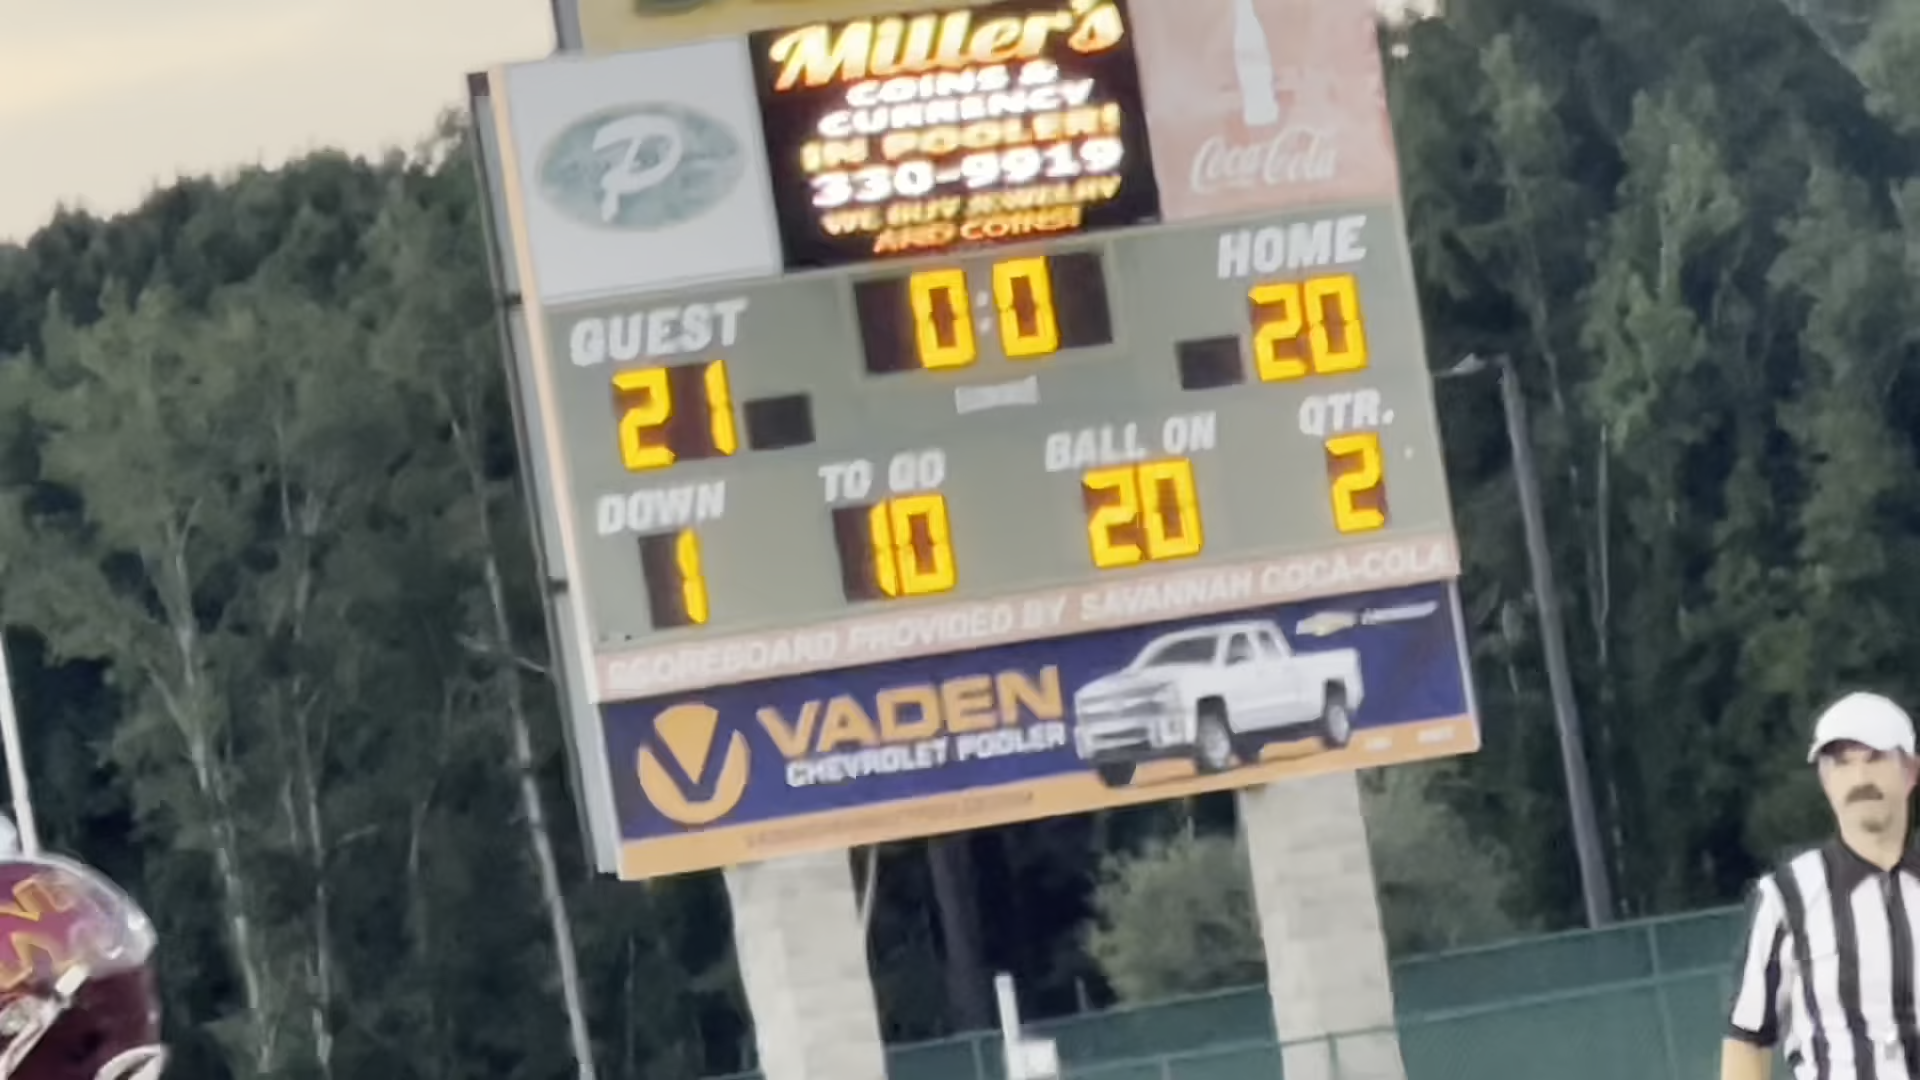 Miller's
COINS &
CURRENCY
IN POOLER!
330-9919
WE BUY JEWELRY
AND COINS!
P
Coca-Cola
HOME
0:0
20
GUEST
21
QTR.
BALL ON
TO GO
DOWN
2
20
10
1
SCOREBOARD PROVIDED BY SAVANNAH COCA-COLA
VADEN
CHEVROLET POOLER